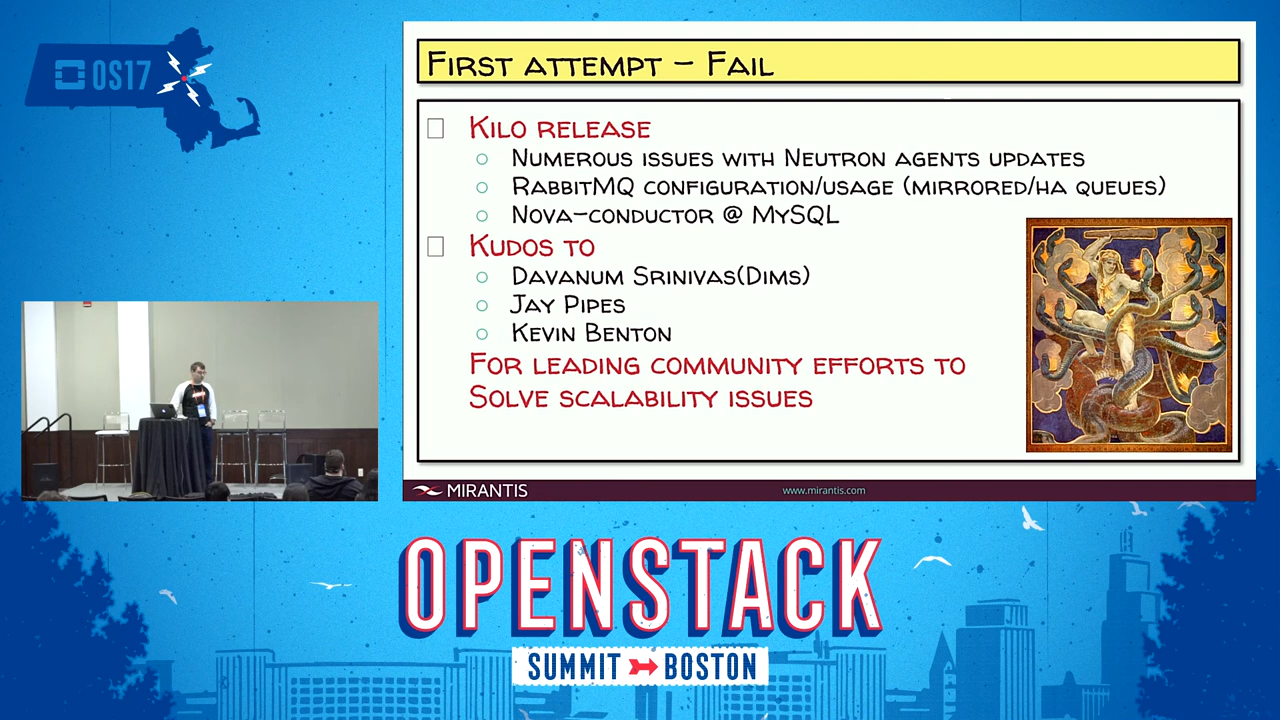 OS17
First attempt – Fail
Kilo release
Numerous issues with Neutron agents updates
RabbitMQ configuration/usage (mirrored/ha queues)
Nova-conductor @ MySQL
Kudos to
Davanum Srinivas(Dims)
Jay Pipes
Kevin Benton
For leading community efforts to
Solve scalability issues
MIRANTIS
www.mirantis.com
OPENSTACK
SUMMIT BOSTON